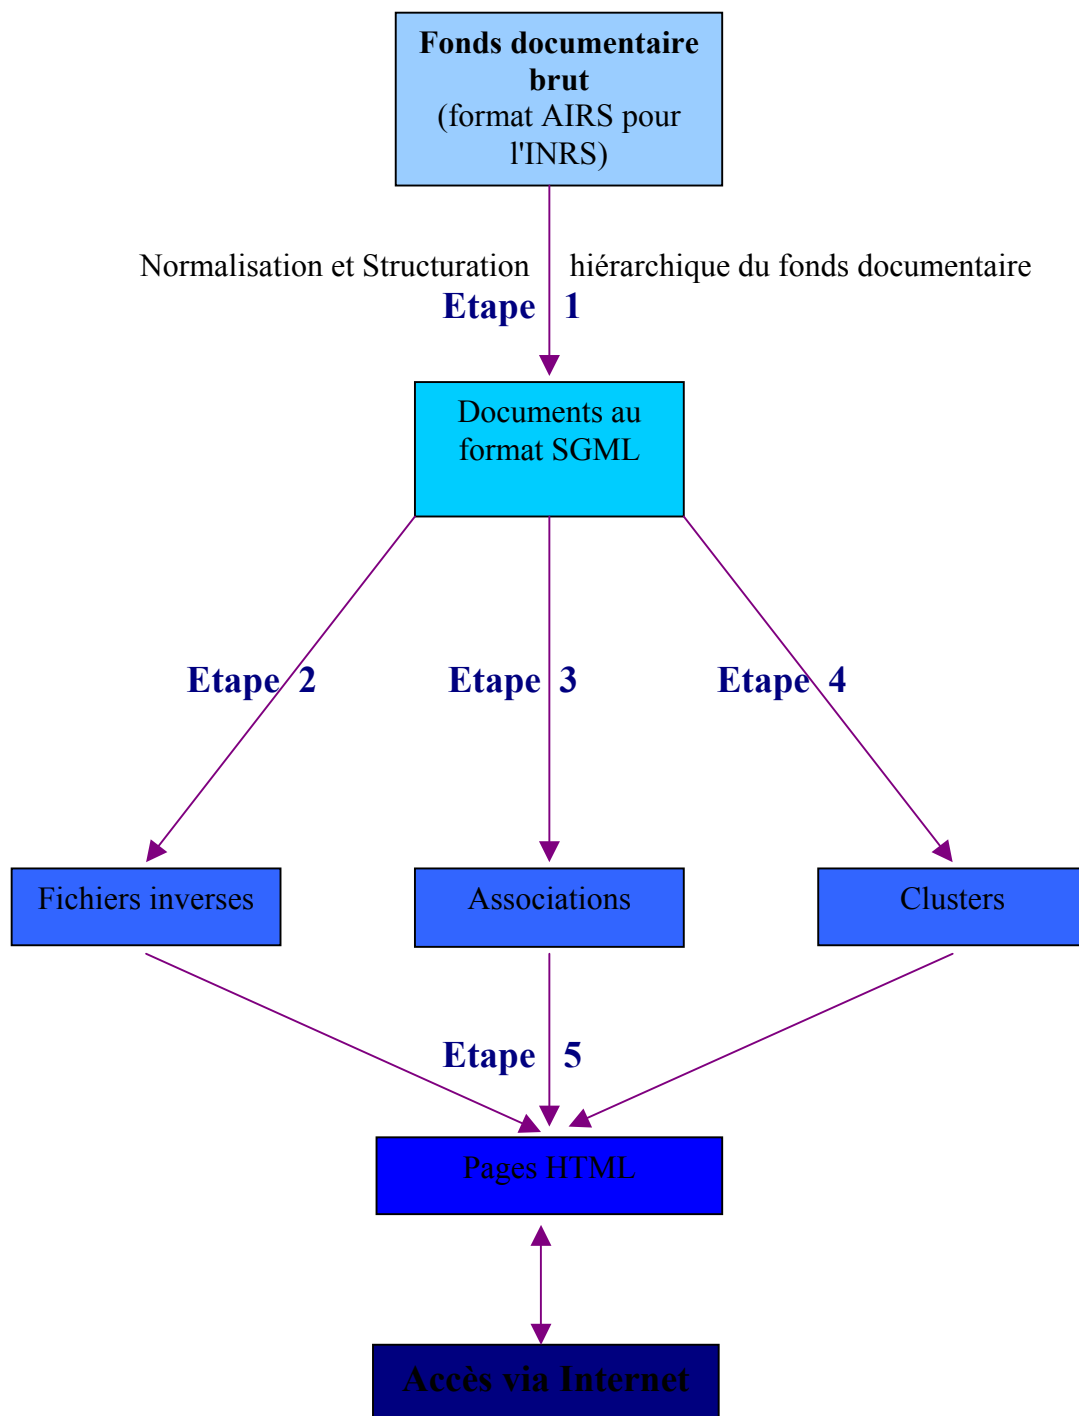 Fonds documentaire
brut
(format AIRS pour
l'INRS)
Normalisation et Structuration hiérarchique du fonds documentaire
Etape 1
Documents au
format SGML
Etape 2
Etape 3
Etape 4
Fichiers inverses
Associations
Clusters
Etape 5
Pages HTML
Accès via Internet